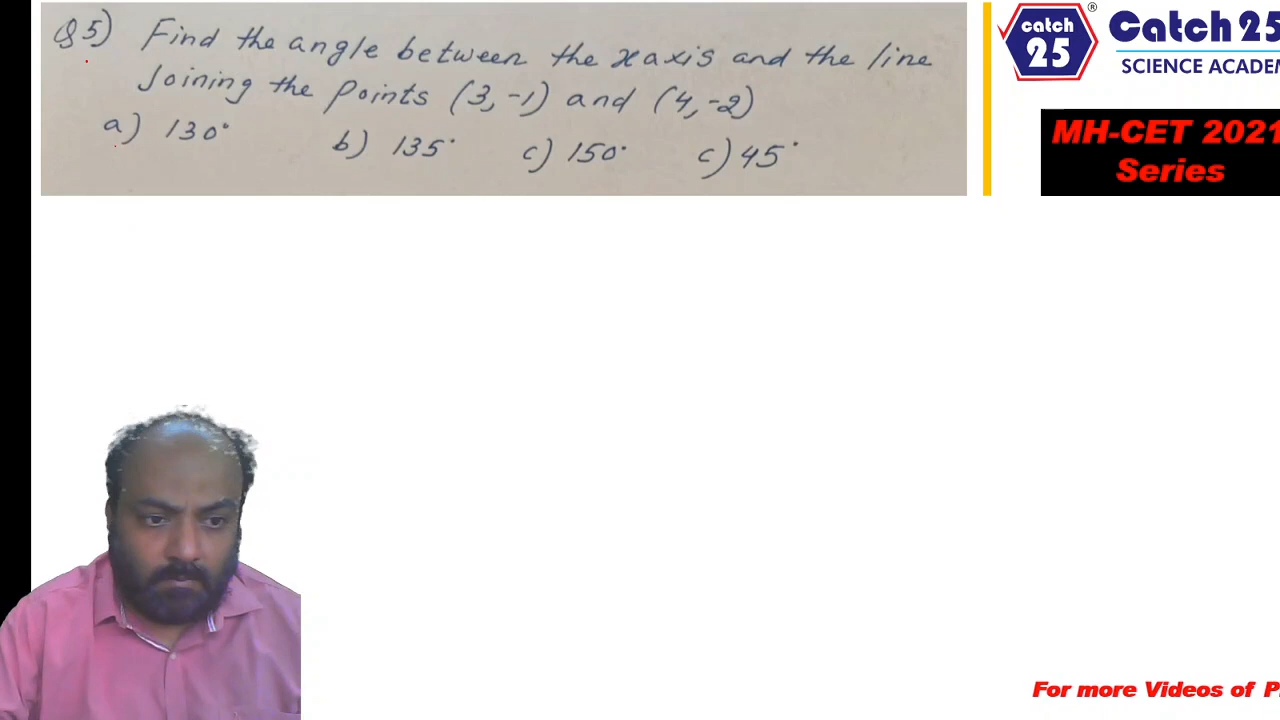 Q 5) Find the angle between the x axis and the line
Joining the Points (3, -1) and (4, -2)
a) 130° b) 135° c) 150° c) 45°
catch
25
®
Catch 25
SCIENCE ACADEM
MH-CET 2021
Series
For more Videos of P